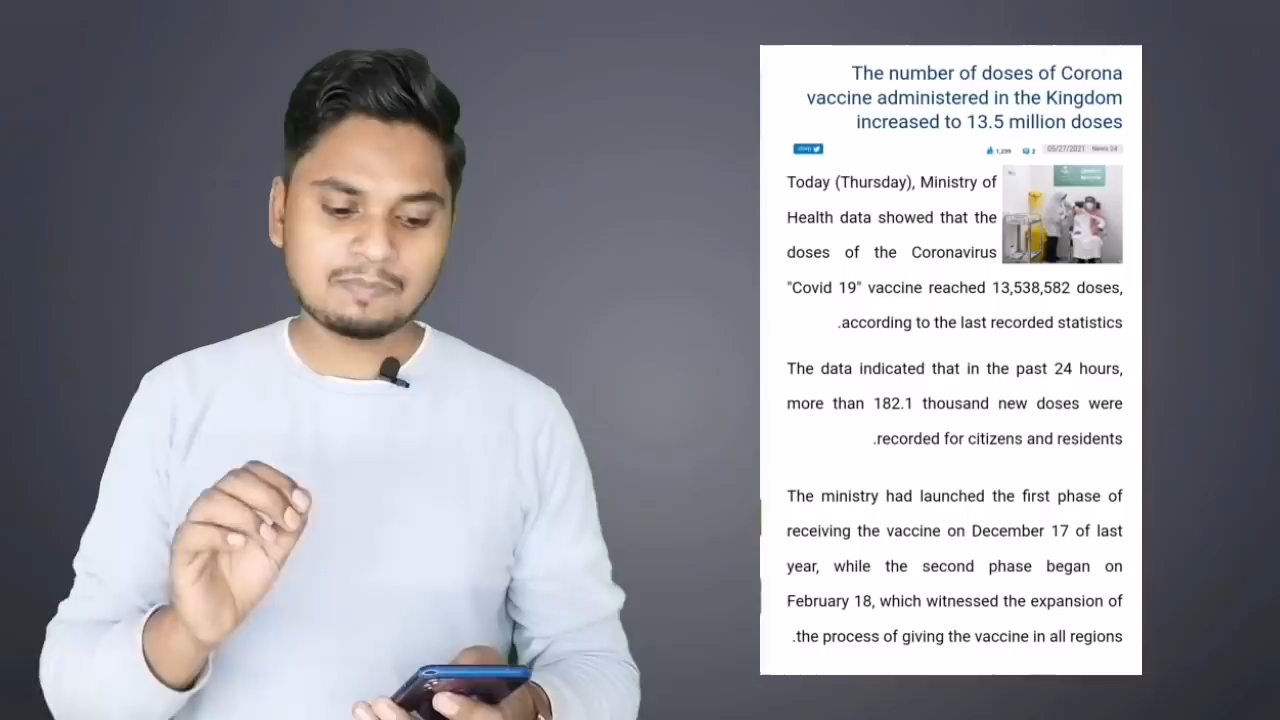 The number of doses of Corona
vaccine administered in the Kingdom
increased to 13.5 million doses
1,239
2
05/27/2021
News 24
Today (Thursday), Ministry of
Health data showed that the
doses of the Coronavirus
"Covid 19" vaccine reached 13,538,582 doses,
.according to the last recorded statistics
The data indicated that in the past 24 hours,
more than 182.1 thousand new doses were
.recorded for citizens and residents
The ministry had launched the first phase of
receiving the vaccine on December 17 of last
year, while the second phase began on
February 18, which witnessed the expansion of
.the process of giving the vaccine in all regions